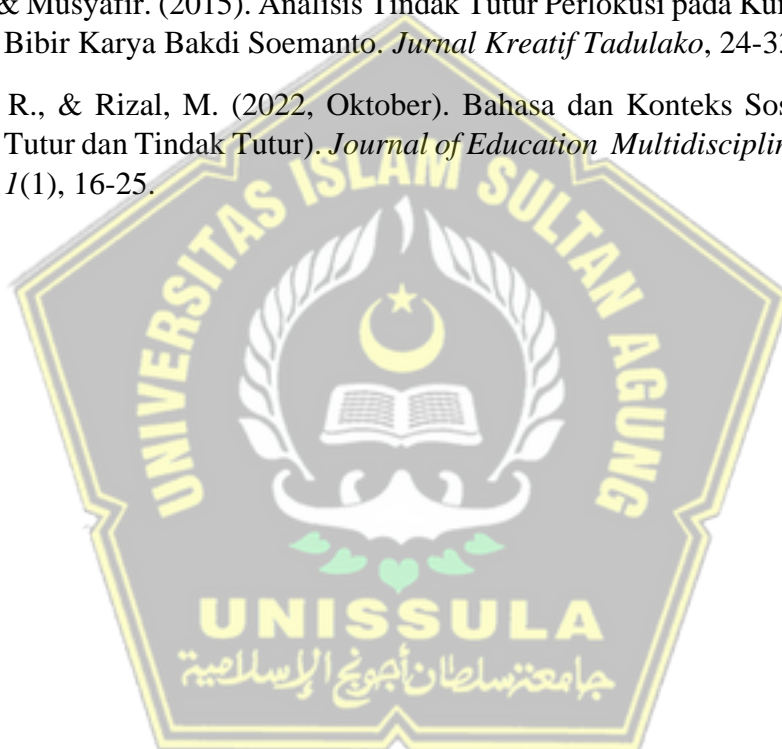 & Musyafir. (2015). Analisis Tindak Tutur Perlokusi pada Ku
Bibir Karya Bakdi Soemanto. Jurnal Kreatif Tadulako, 24-33
R., & Rizal, M. (2022, Oktober). Bahasa dan Konteks Sos
Tutur dan Tindak Tutur). Journal of Education Multidisciplin
1(1), 16-25.
UNIVERSITAS ISLAM SULTAN AGUNG
UNISSULA
جامعة سلطان أجونج الإسلامية